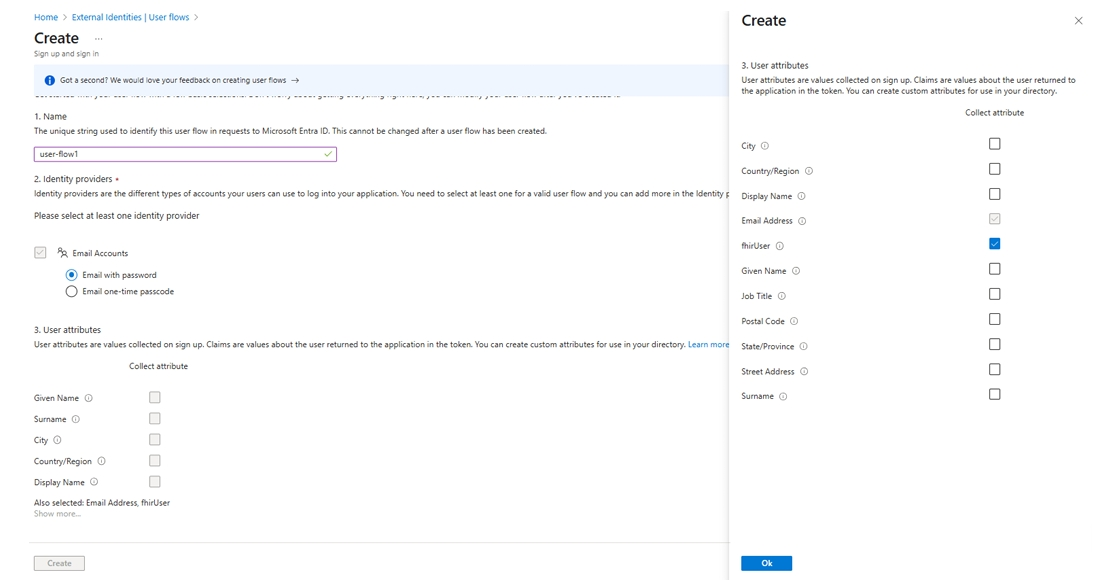 Home > External Identities | User flows >
Create ...
Sign up and sign in
Got a second? We would love your feedback on creating user flows →
1. Name
The unique string used to identify this user flow in requests to Microsoft Entra ID. This cannot be changed after a user flow has been created.
user-flow1
2. Identity providers *
Identity providers are the different types of accounts your users can use to log into your application. You need to select at least one for a valid user flow and you can add more in the Identity p
Please select at least one identity provider
Email Accounts
Email with password
Email one-time passcode
3. User attributes
User attributes are values collected on sign up. Claims are values about the user returned to the application in the token. You can create custom attributes for use in your directory. Learn more
Collect attribute
Given Name
Surname
City
Country/Region
Display Name
Also selected: Email Address, fhirUser
Show more...
Create
Create
3. User attributes
User attributes are values collected on sign up. Claims are values about the user returned to
the application in the token. You can create custom attributes for use in your directory.
Collect attribute
City
Country/Region
Display Name
Email Address
fhirUser
Given Name
Job Title
Postal Code
State/Province
Street Address
Surname
Ok